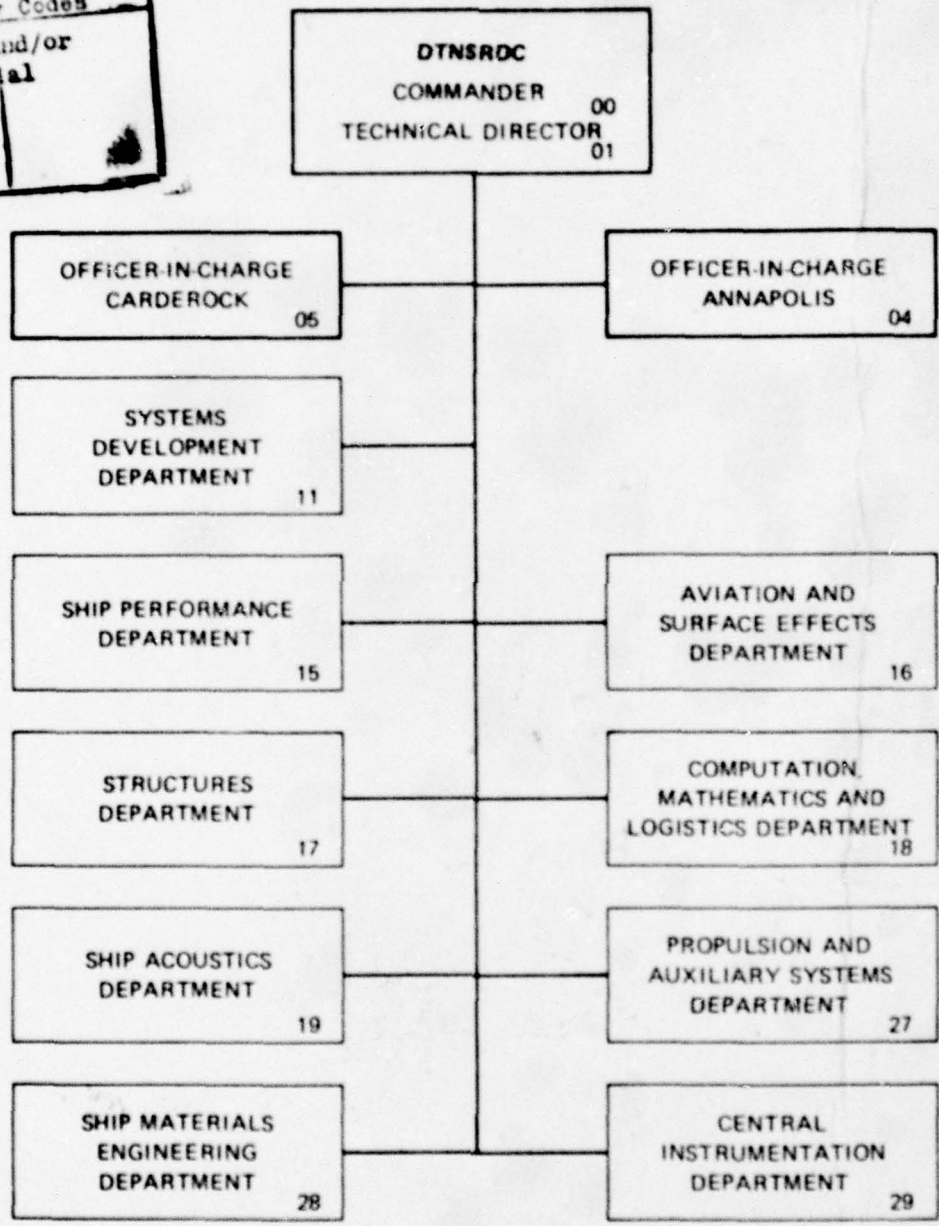 Codes
and/or
DTNSRDC
COMMANDER 00
TECHNICAL DIRECTOR 01
OFFICER-IN-CHARGE
CARDEROCK
05
OFFICER-IN-CHARGE
ANNAPOLIS
04
SYSTEMS
DEVELOPMENT
DEPARTMENT
11
SHIP PERFORMANCE
DEPARTMENT
15
AVIATION AND
SURFACE EFFECTS
DEPARTMENT
16
STRUCTURES
DEPARTMENT
17
COMPUTATION,
MATHEMATICS AND
LOGISTICS DEPARTMENT
18
SHIP ACOUSTICS
DEPARTMENT
19
PROPULSION AND
AUXILIARY SYSTEMS
DEPARTMENT
27
SHIP MATERIALS
ENGINEERING
DEPARTMENT
28
CENTRAL
INSTRUMENTATION
DEPARTMENT
29